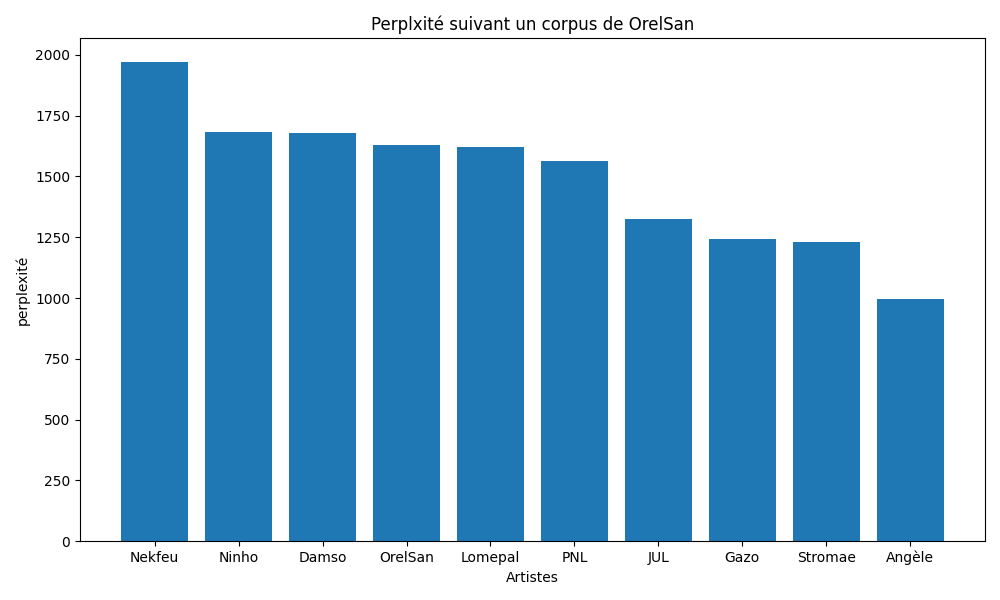 Perplxité suivant un corpus de OrelSan
perplexité
2000
1750
1500
1250
1000
750
500
250
0
Nekfeu Ninho Damso OrelSan Lomepal PNL JUL Gazo Stromae Angèle
Artistes